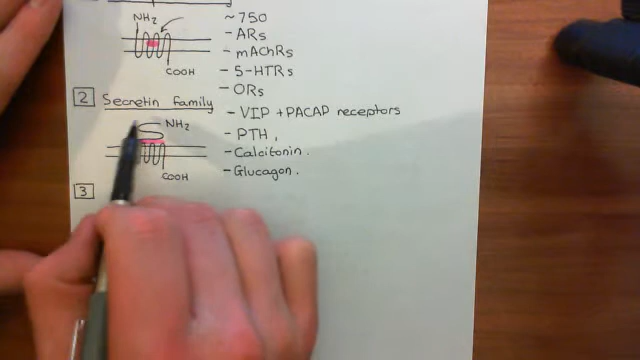 NH2
~750
- ARs
- mAChRs
- 5-HTRs
COOH
- ORs
2 Secretin family
- VIP + PACAP receptors
NH2
- PTH,
- Calcitonin.
- Glucagon.
COOH
3